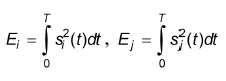 E_i = ∫_0^T s_i^2(t)dt , E_j = ∫_0^T s_j^2(t)dt